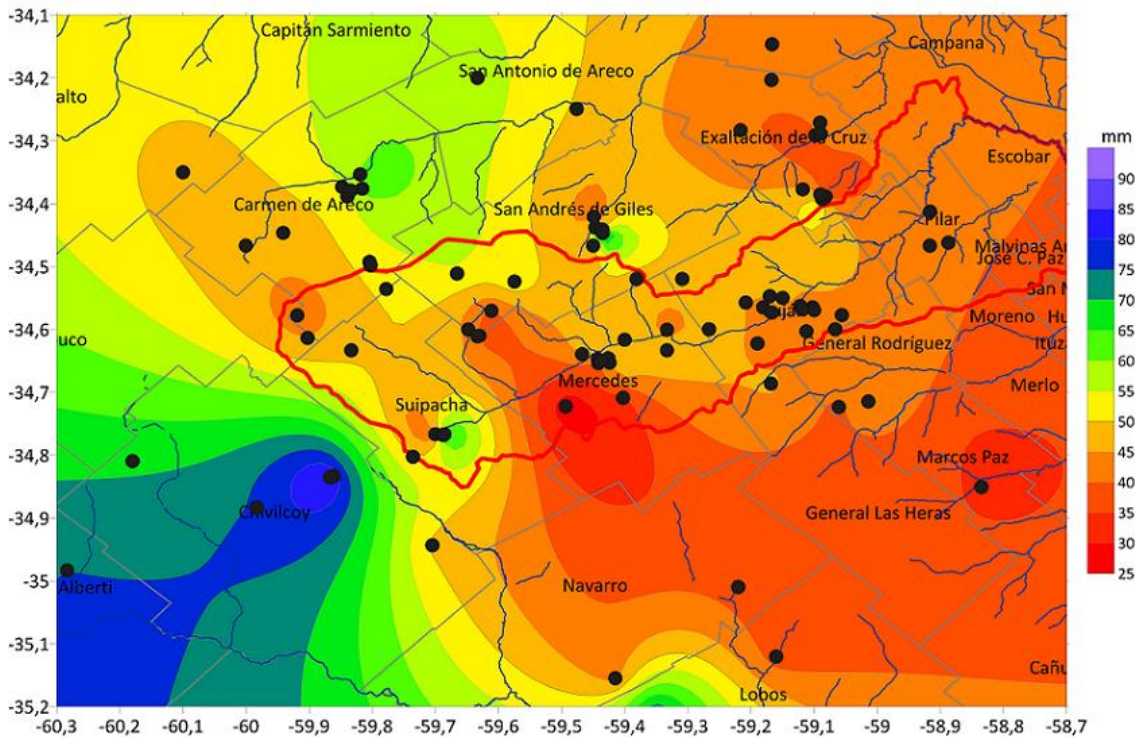 -34,1
Capitán Sarmiento
Campana
-34,2
San Antonio de Areco
alto
-34,3
Exaltación de la Cruz
Escobar
mm
90
-34,4
Carmen de Areco
San Andrés de Giles
Pilar
85
Malvinas Ar
80
-34,5
José C. Paz
75
San M
70
-34,6
Moreno
Hu
65
uco
General Rodríguez
Ituza
60
-34,7
Mercedes
Merlo
55
Suipacha
50
-34,8
Marcos Paz
45
40
-34,9
Chivilcoy
General Las Heras
35
30
-35
Alberti
Navarro
25
-35,1
Cañu
Lobos
-35,2
-60,3 -60,2 -60,1 -60 -59,9 -59,8 -59,7 -59,6 -59,5 -59,4 -59,3 -59,2 -59,1 -59 -58,9 -58,8 -58,7